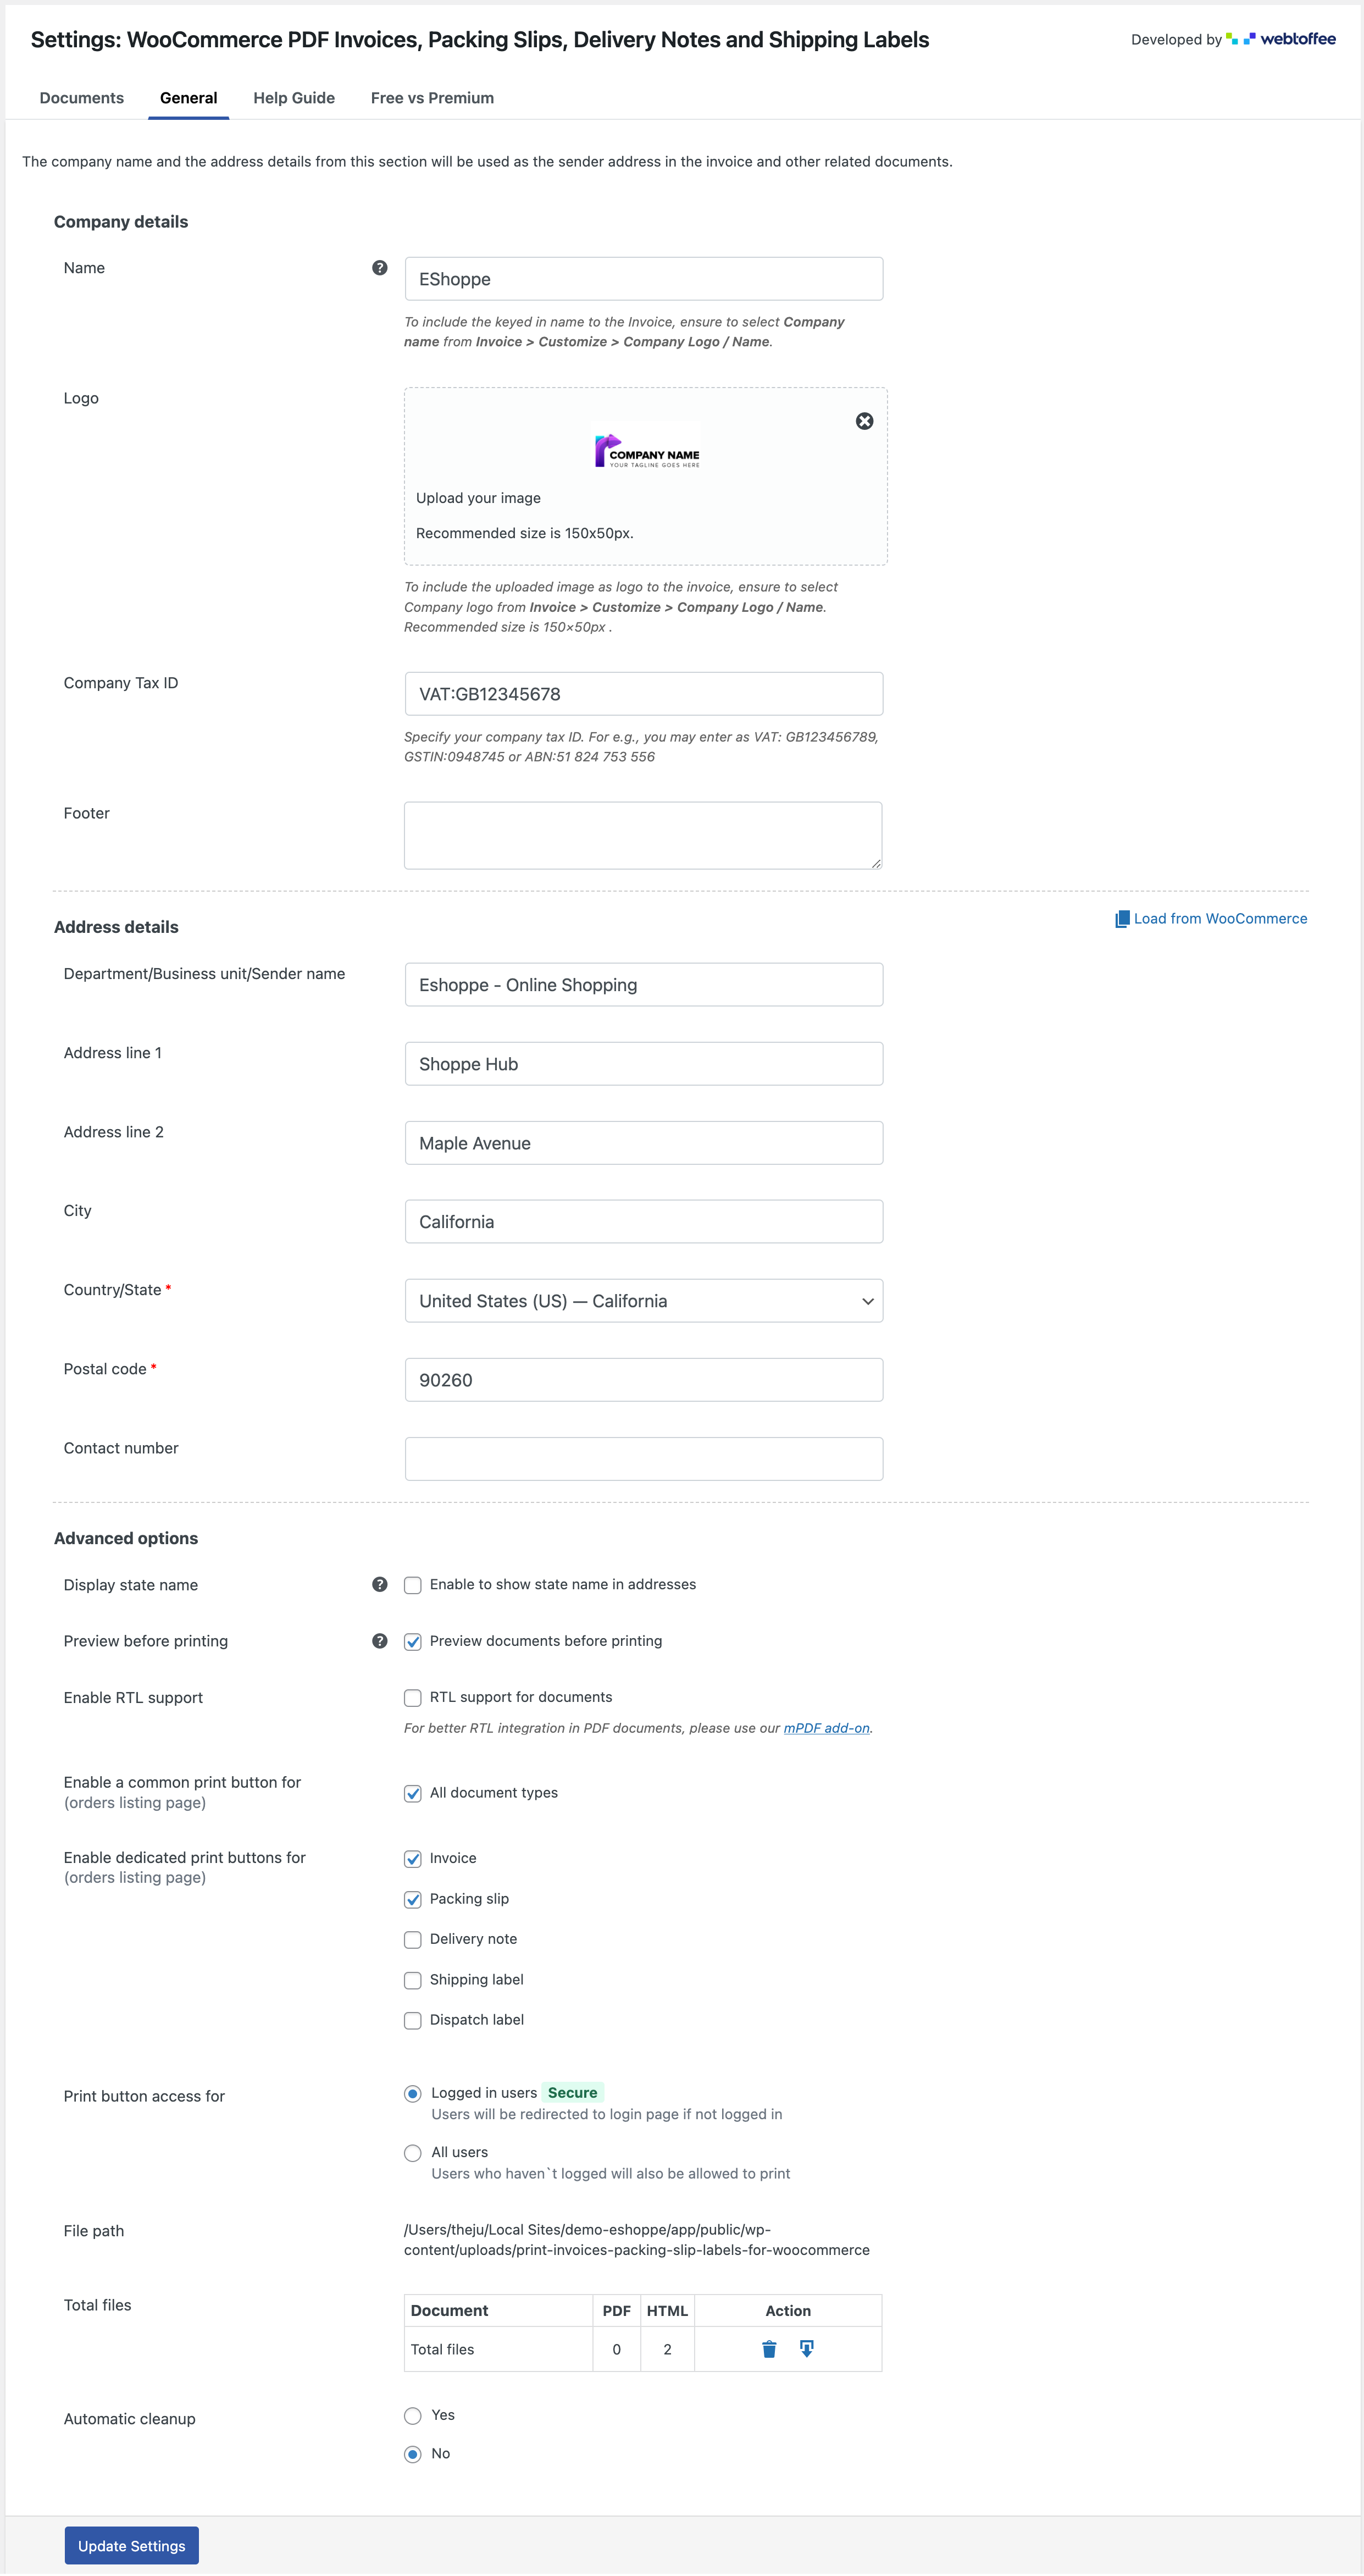 Settings: WooCommerce PDF Invoices, Packing Slips, Delivery Notes and Shipping Labels
Developed by webtoffee
Documents General Help Guide Free vs Premium
The company name and the address details from this section will be used as the sender address in the invoice and other related documents.
Company details
Name
EShoppe
To include the keyed in name to the Invoice, ensure to select Company
name from Invoice > Customize > Company Logo / Name.
Logo
COMPANY NAME
YOUR TAGLINE GOES HERE
Upload your image
Recommended size is 150x50px.
To include the uploaded image as logo to the invoice, ensure to select
Company logo from Invoice > Customize > Company Logo / Name.
Recommended size is 150×50px .
Company Tax ID
VAT:GB12345678
Specify your company tax ID. For e.g., you may enter as VAT: GB123456789,
GSTIN:0948745 or ABN:51 824 753 556
Footer
Address details
Load from WooCommerce
Department/Business unit/Sender name
Eshoppe - Online Shopping
Address line 1
Shoppe Hub
Address line 2
Maple Avenue
City
California
Country/State *
United States (US) — California
Postal code *
90260
Contact number
Advanced options
Display state name
? Enable to show state name in addresses
Preview before printing
? Preview documents before printing
Enable RTL support
RTL support for documents
For better RTL integration in PDF documents, please use our mPDF add-on.
Enable a common print button for
(orders listing page)
All document types
Enable dedicated print buttons for
(orders listing page)
Invoice
Packing slip
Delivery note
Shipping label
Dispatch label
Print button access for
Logged in users Secure
Users will be redirected to login page if not logged in
All users
Users who haven`t logged will also be allowed to print
File path
/Users/theju/Local Sites/demo-eshoppe/app/public/wp-
content/uploads/print-invoices-packing-slip-labels-for-woocommerce
Total files
Document PDF HTML Action
Total files 0 2
Automatic cleanup
Yes
No
Update Settings